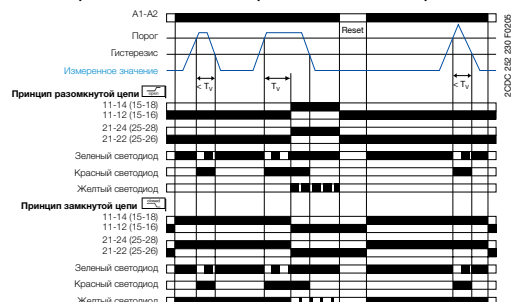 A1-A2
Reset
Порог
Гистерезис
Измеренное значение
< Tv
Tv
< Tv
Принцип разомкнутой цепи open
11-14 (15-18)
11-12 (15-16)
21-24 (25-28)
21-22 (25-26)
Зеленый светодиод
Красный светодиод
Желтый светодиод
Принцип замкнутой цепи closed
11-14 (15-18)
11-12 (15-16)
21-24 (25-28)
21-22 (25-26)
Зеленый светодиод
Красный светодиод
Желтый светодиод
2CDC 252 230 F0205